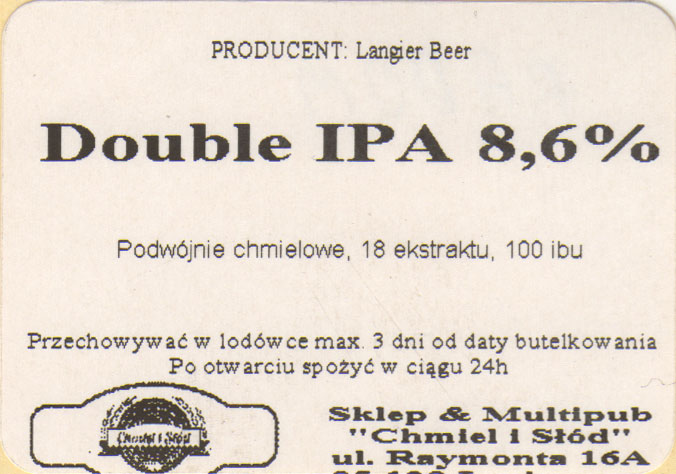 PRODUCENT: Langier Beer
Double IPA 8,6%
Podwójnie chmielowe, 18 ekstraktu, 100 ibu
Przechowywać w lodówce max. 3 dni od daty butelkowania
Po otwarciu spożyć w ciągu 24h
Chmiel i Słód
Sklep & Multipub
"Chmiel i Słód"
ul. Raymonta 16A